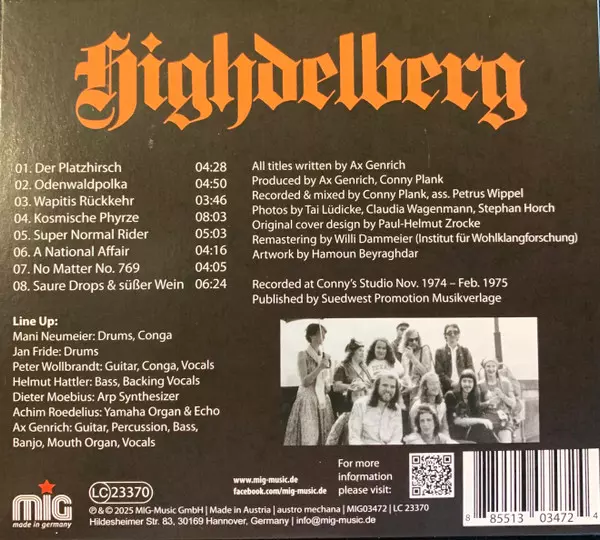 Highdelberg
01. Der Platzhirsch 04:28
02. Odenwaldpolka 04:50
03. Wapitis Rückkehr 03:46
04. Kosmische Phyrze 08:03
05. Super Normal Rider 05:03
06. A National Affair 04:16
07. No Matter No. 769 04:05
08. Saure Drops & süßer Wein 06:24
All titles written by Ax Genrich
Produced by Ax Genrich, Conny Plank
Recorded & mixed by Conny Plank, ass. Petrus Wippel
Photos by Tai Lüdicke, Claudia Wagenmann, Stephan Horch
Original cover design by Paul-Helmut Zrocke
Remastering by Willi Dammeier (Institut für Wohlklangforschung)
Artwork by Hamoun Beyraghdar
Recorded at Conny's Studio Nov. 1974 – Feb. 1975
Published by Suedwest Promotion Musikverlage
Line Up:
Mani Neumeier: Drums, Conga
Jan Fride: Drums
Peter Wollbrandt: Guitar, Conga, Vocals
Helmut Hattler: Bass, Backing Vocals
Dieter Moebius: Arp Synthesizer
Achim Roedelius: Yamaha Organ & Echo
Ax Genrich: Guitar, Percussion, Bass,
Banjo, Mouth Organ, Vocals
MiG
made in germany
LC 23370
www.mig-music.de
facebook.com/mig-music.de
For more
information
please visit:
℗ & © 2025 MIG-Music GmbH | Made in Austria | austro mechana | MIG03472 | LC 23370
Hildesheimer Str. 83, 30169 Hannover, Germany | info@mig-music.de
8 85513 03472 4